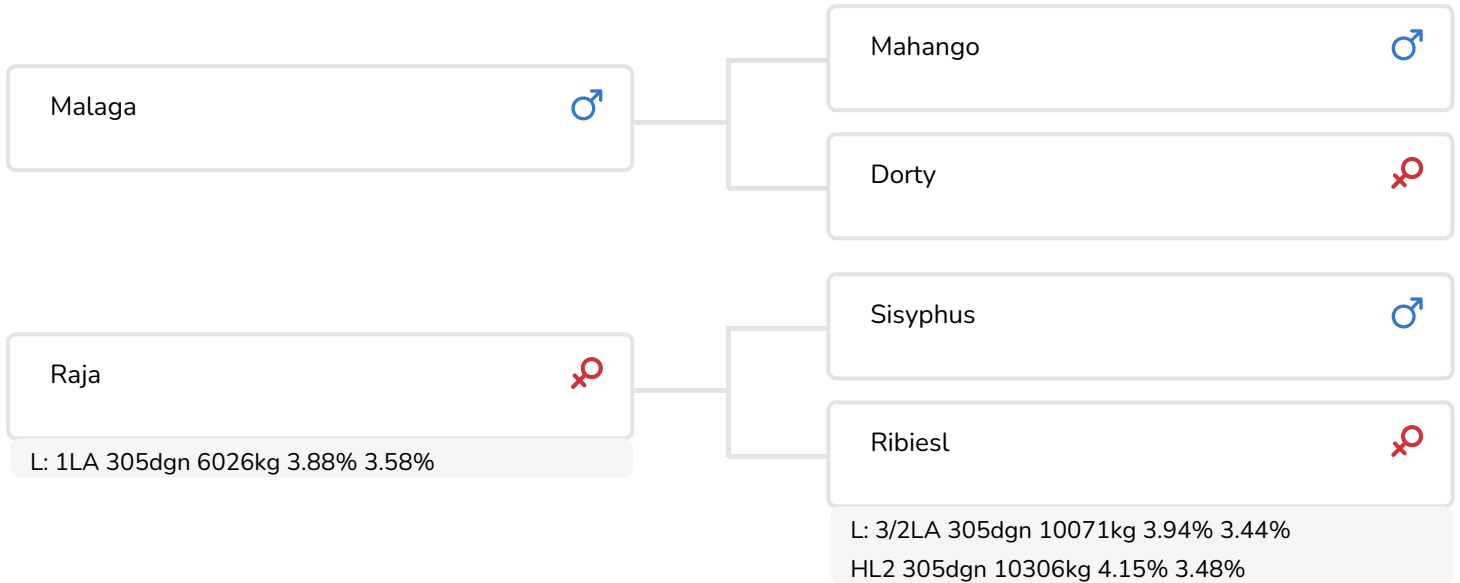 Malaga
Raja
L: 1LA 305dgn 6026kg 3.88% 3.58%
Mahango
Dorty
Sisyphus
Ribiesl
L: 3/2LA 305dgn 10071kg 3.94% 3.44%
HL2 305dgn 10306kg 4.15% 3.48%